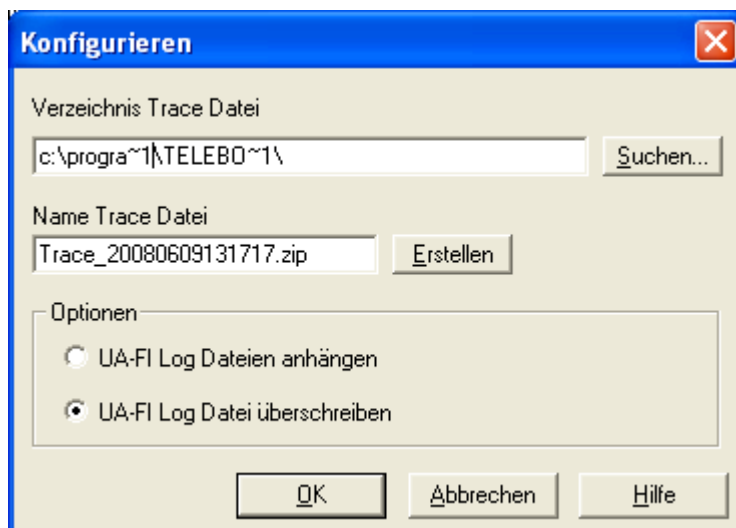 Konfigurieren
Verzeichnis Trace Datei
c:\progra~1\TELEBO~1\
Suchen...
Name Trace Datei
Trace_20080609131717.zip
Erstellen
Optionen
UA-FI Log Dateien anhängen
UA-FI Log Datei überschreiben
OK
Abbrechen
Hilfe